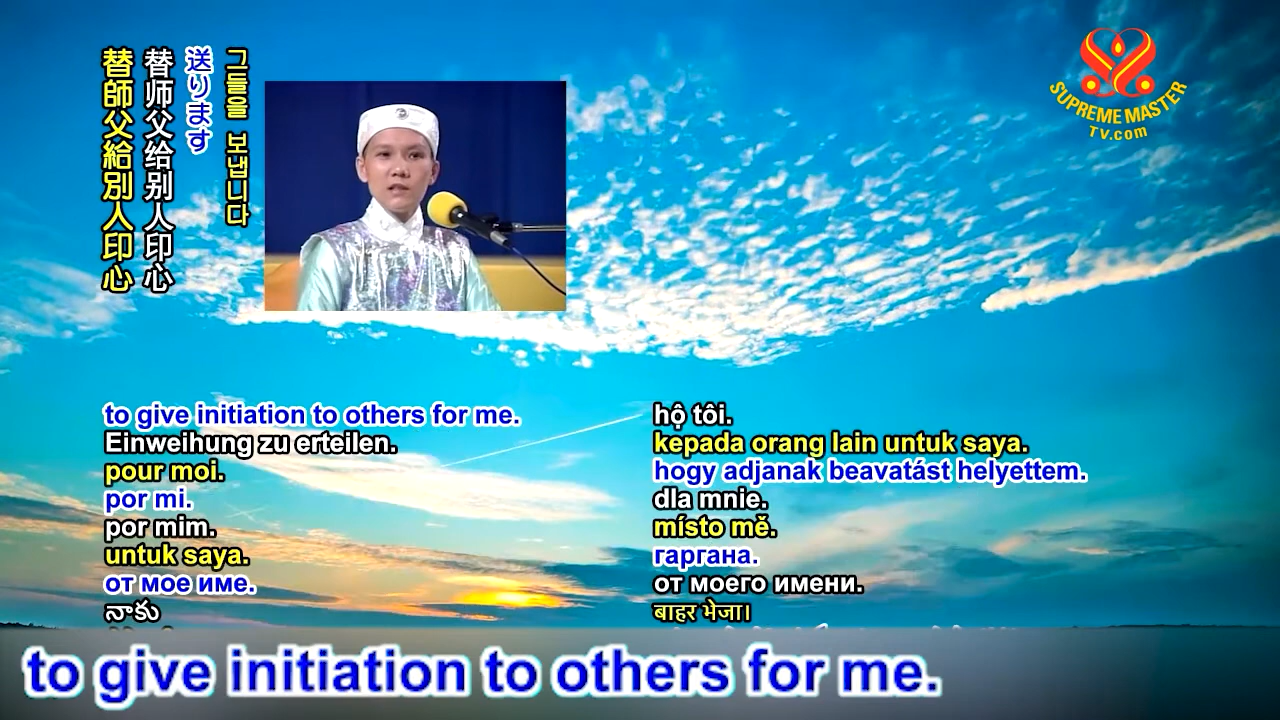 替師父給別人印心
替师父给别人印心
送ります
그들을 보냅니다
SUPREME MASTER
TV.com
to give initiation to others for me.
Einweihung zu erteilen.
pour moi.
por mi.
por mim.
untuk saya.
от мое име.
నాకు
hộ tôi.
kepada orang lain untuk saya.
hogy adjanak beavatást helyettem.
dla mnie.
místo mě.
гаргана.
от моего имени.
बाहर भेजा।
to give initiation to others for me.